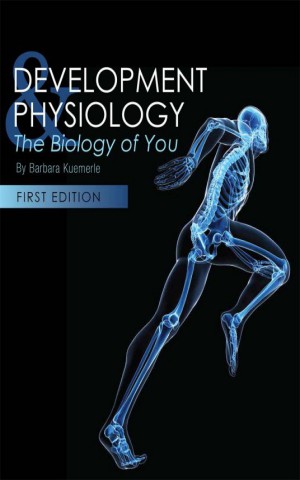 DEVELOPMENT
& PHYSIOLOGY
The Biology of You
By Barbara Kuemerle
FIRST EDITION